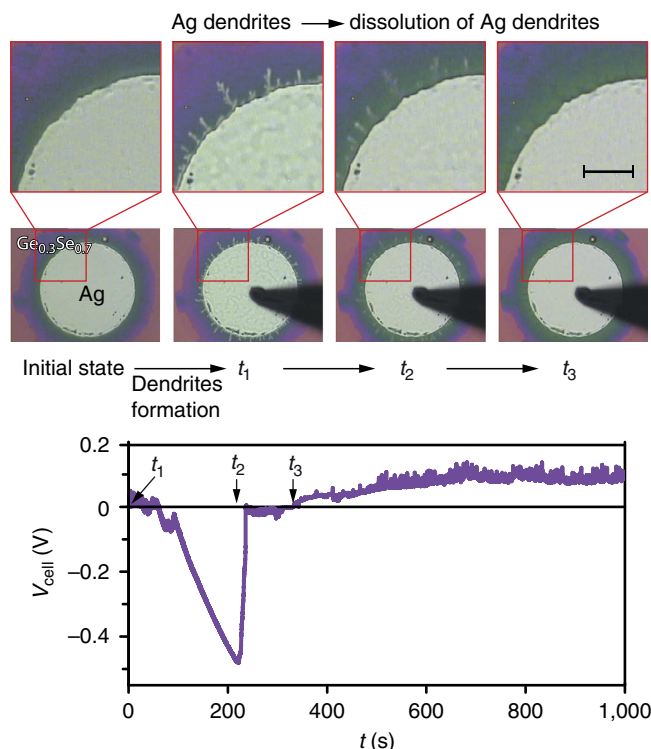 Ag dendrites → dissolution of Ag dendrites
Ge0.3Se0.7
Ag
Initial state → t1 → t2 → t3
Dendrites
formation
0.2
0
−0.2
−0.4
Vcell (V)
t1
t2
t3
0 200 400 600 800 1,000
t (s)